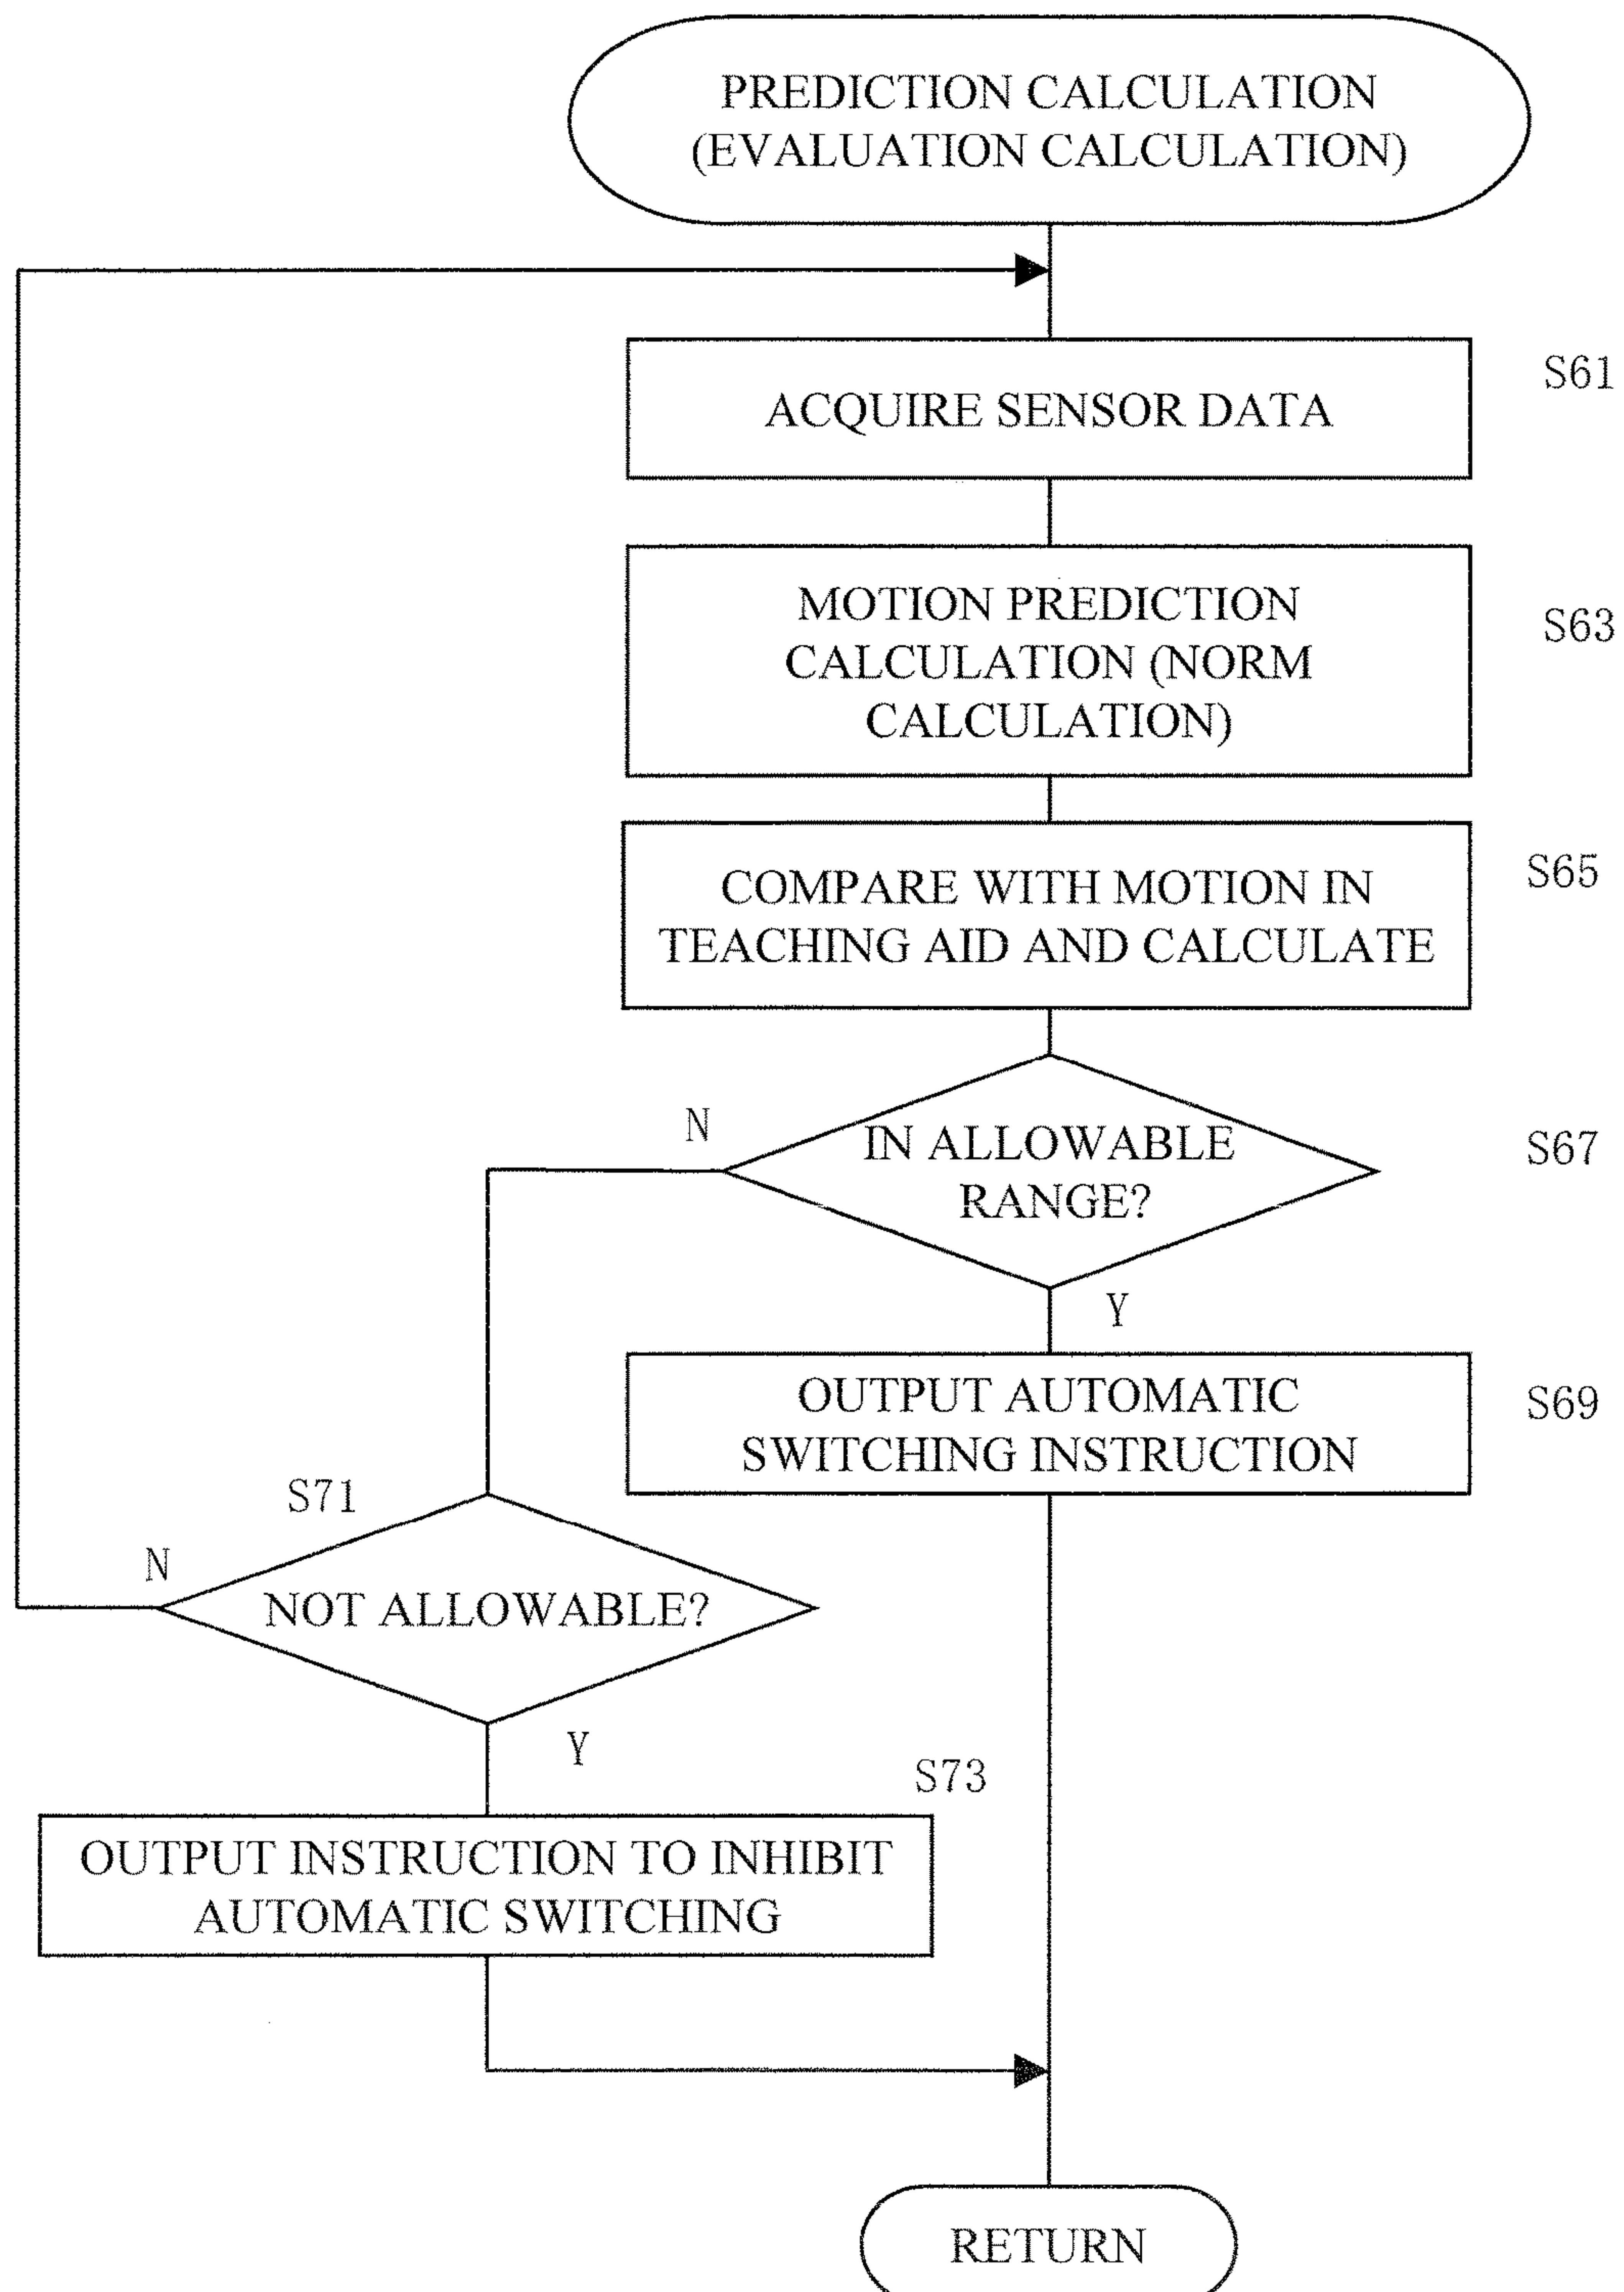 PREDICTION CALCULATION
(EVALUATION CALCULATION)
ACQUIRE SENSOR DATA
S61
MOTION PREDICTION
CALCULATION (NORM
CALCULATION)
S63
COMPARE WITH MOTION IN
TEACHING AID AND CALCULATE
S65
N
IN ALLOWABLE
RANGE?
S67
Y
OUTPUT AUTOMATIC
SWITCHING INSTRUCTION
S69
S71
N
NOT ALLOWABLE?
Y
S73
OUTPUT INSTRUCTION TO INHIBIT
AUTOMATIC SWITCHING
RETURN